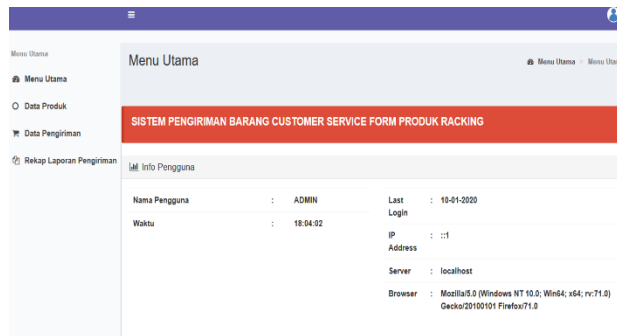 Menu Utama
Menu Utama
Data Produk
Data Pengiriman
Rekap Laporan Pengiriman
Menu Utama
Menu Utama > Menu Uta
SISTEM PENGIRIMAN BARANG CUSTOMER SERVICE FORM PRODUK RACKING
Info Pengguna
Nama Pengguna : ADMIN
Waktu : 18:04:02
Last Login : 10-01-2020
IP Address : ::1
Server : localhost
Browser : Mozilla/5.0 (Windows NT 10.0; Win64; x64; rv:71.0)
Gecko/20100101 Firefox/71.0